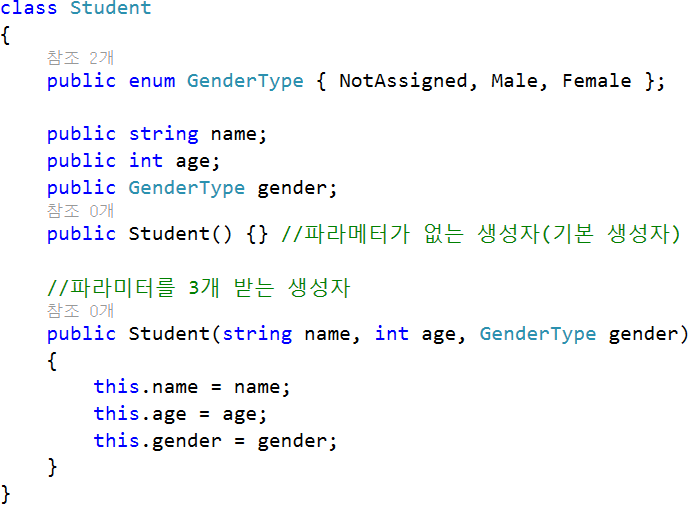 class Student
{
참조 2개
public enum GenderType { NotAssigned, Male, Female };
public string name;
public int age;
public GenderType gender;
참조 0개
public Student() {} //파라메터가 없는 생성자(기본 생성자)
//파라미터를 3개 받는 생성자
참조 0개
public Student(string name, int age, GenderType gender)
{
this.name = name;
this.age = age;
this.gender = gender;
}
}